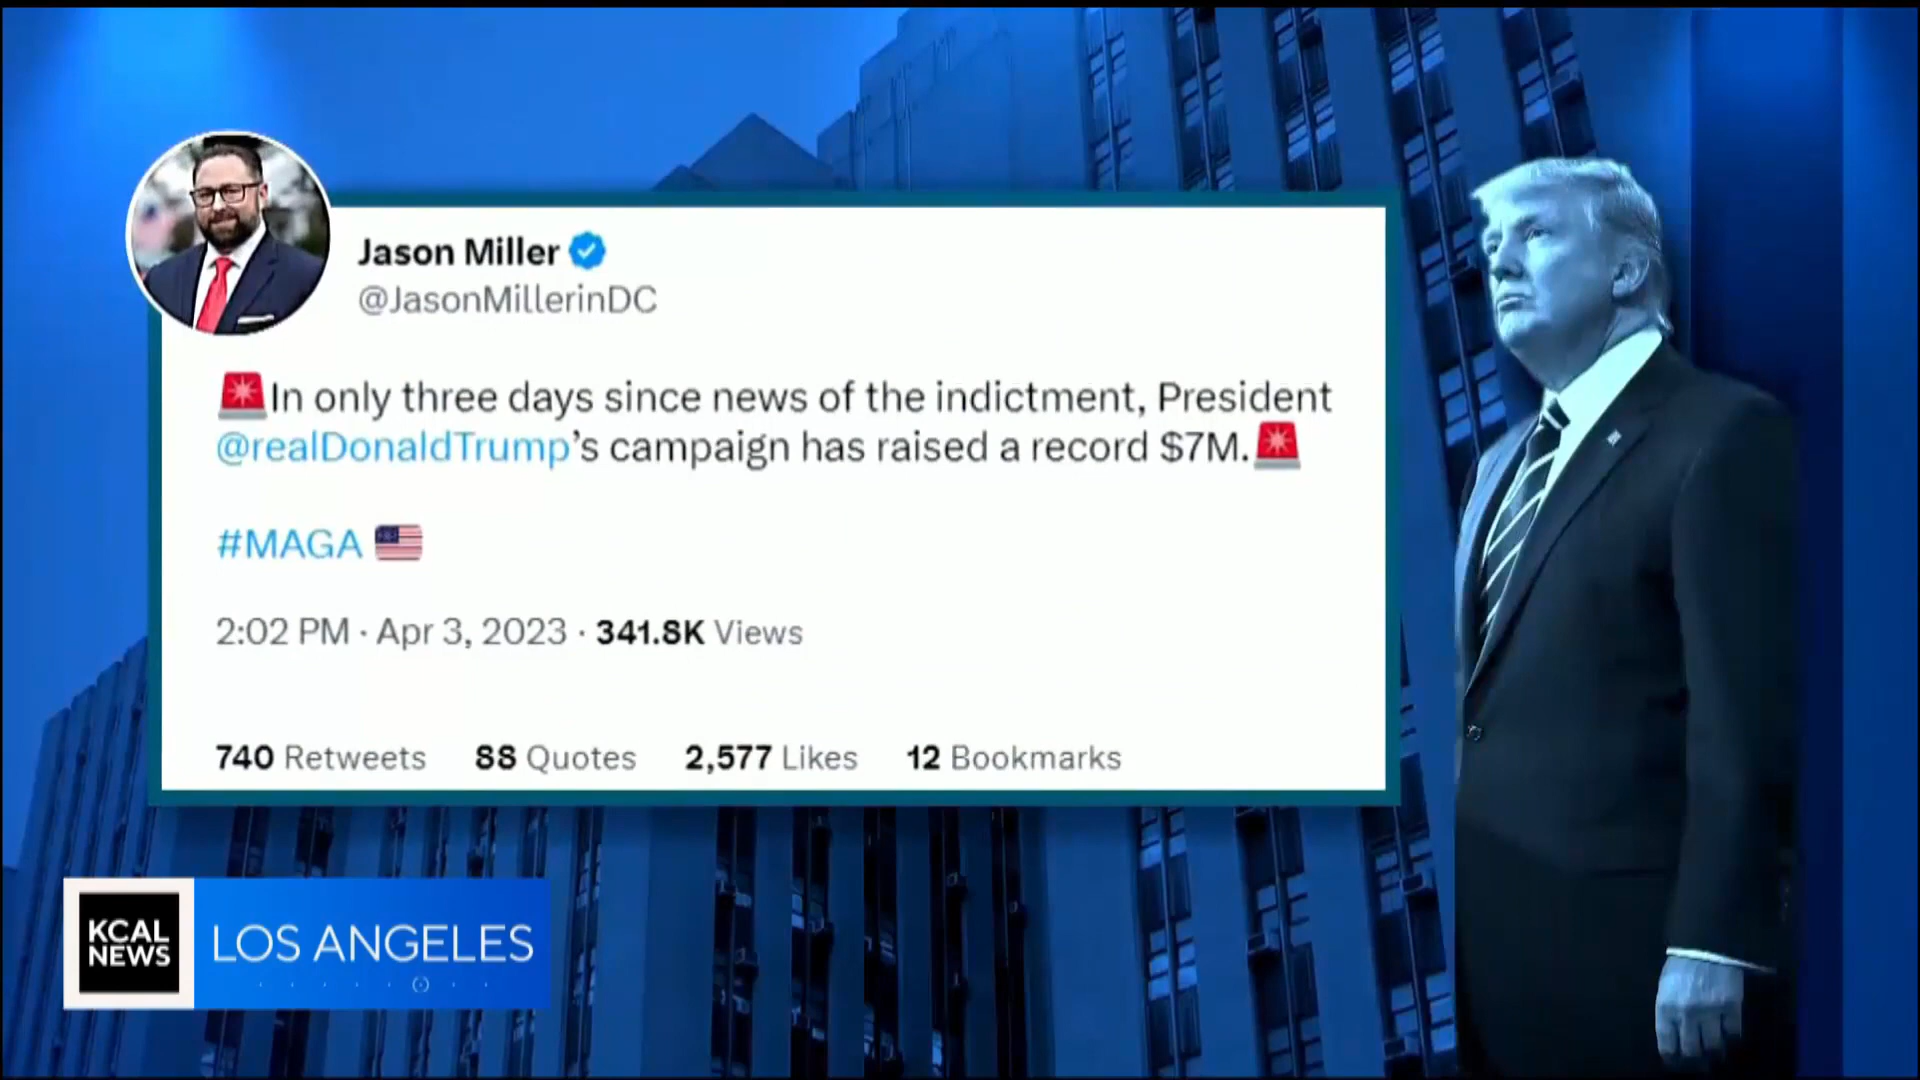 Jason Miller
@JasonMillerinDC
🚨In only three days since news of the indictment, President
@realDonaldTrump’s campaign has raised a record $7M.🚨
#MAGA 🇺🇸
2:02 PM · Apr 3, 2023 · 341.8K Views
740 Retweets 88 Quotes 2,577 Likes 12 Bookmarks
KCAL
NEWS
LOS ANGELES